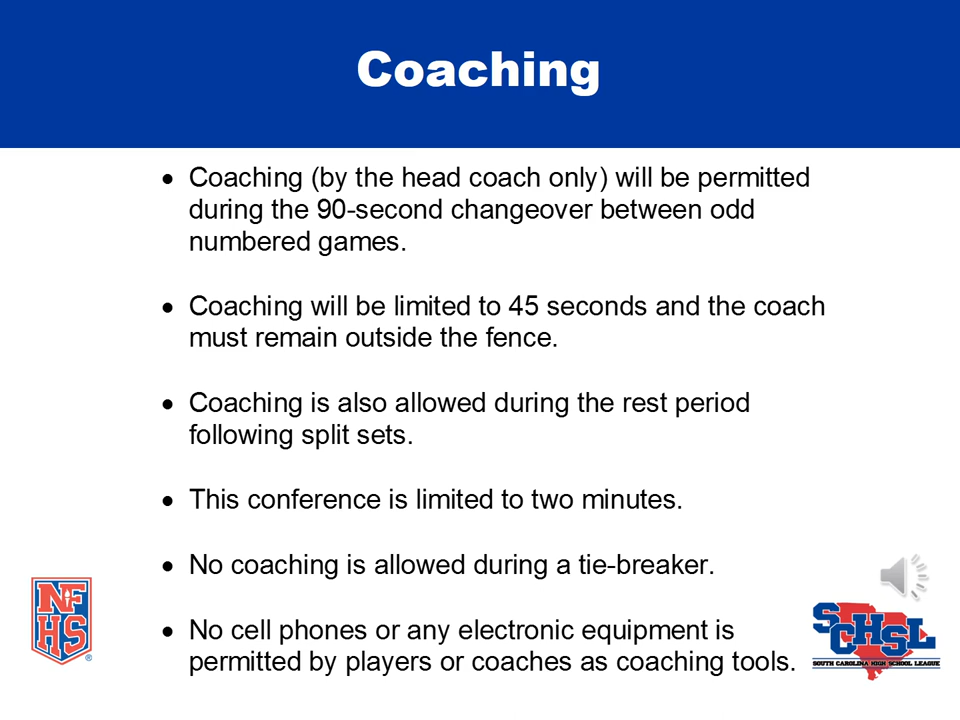 Coaching
• Coaching (by the head coach only) will be permitted
during the 90-second changeover between odd
numbered games.
• Coaching will be limited to 45 seconds and the coach
must remain outside the fence.
• Coaching is also allowed during the rest period
following split sets.
• This conference is limited to two minutes.
• No coaching is allowed during a tie-breaker.
• No cell phones or any electronic equipment is
permitted by players or coaches as coaching tools.
NF
HS®
SCHSL
SOUTH CAROLINA HIGH SCHOOL LEAGUE